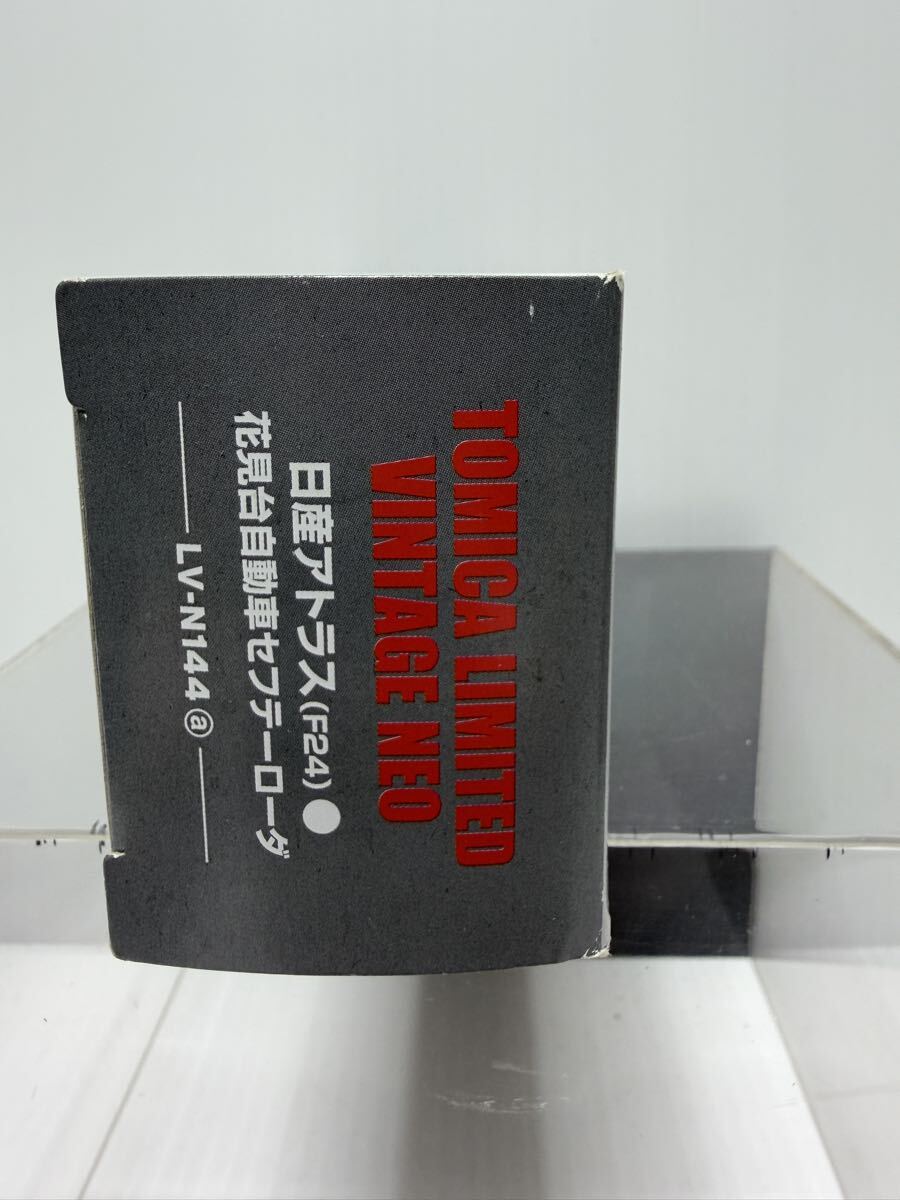 TOMICA LIMITED
VINTAGE NEO
日産アトラス(F24)
花見台自動車セフテーローダ
LV-N144ⓐ